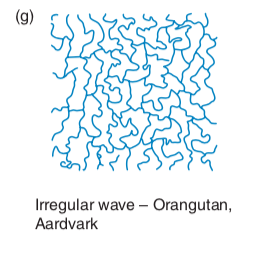 (g)
Irregular wave – Orangutan,
Aardvark